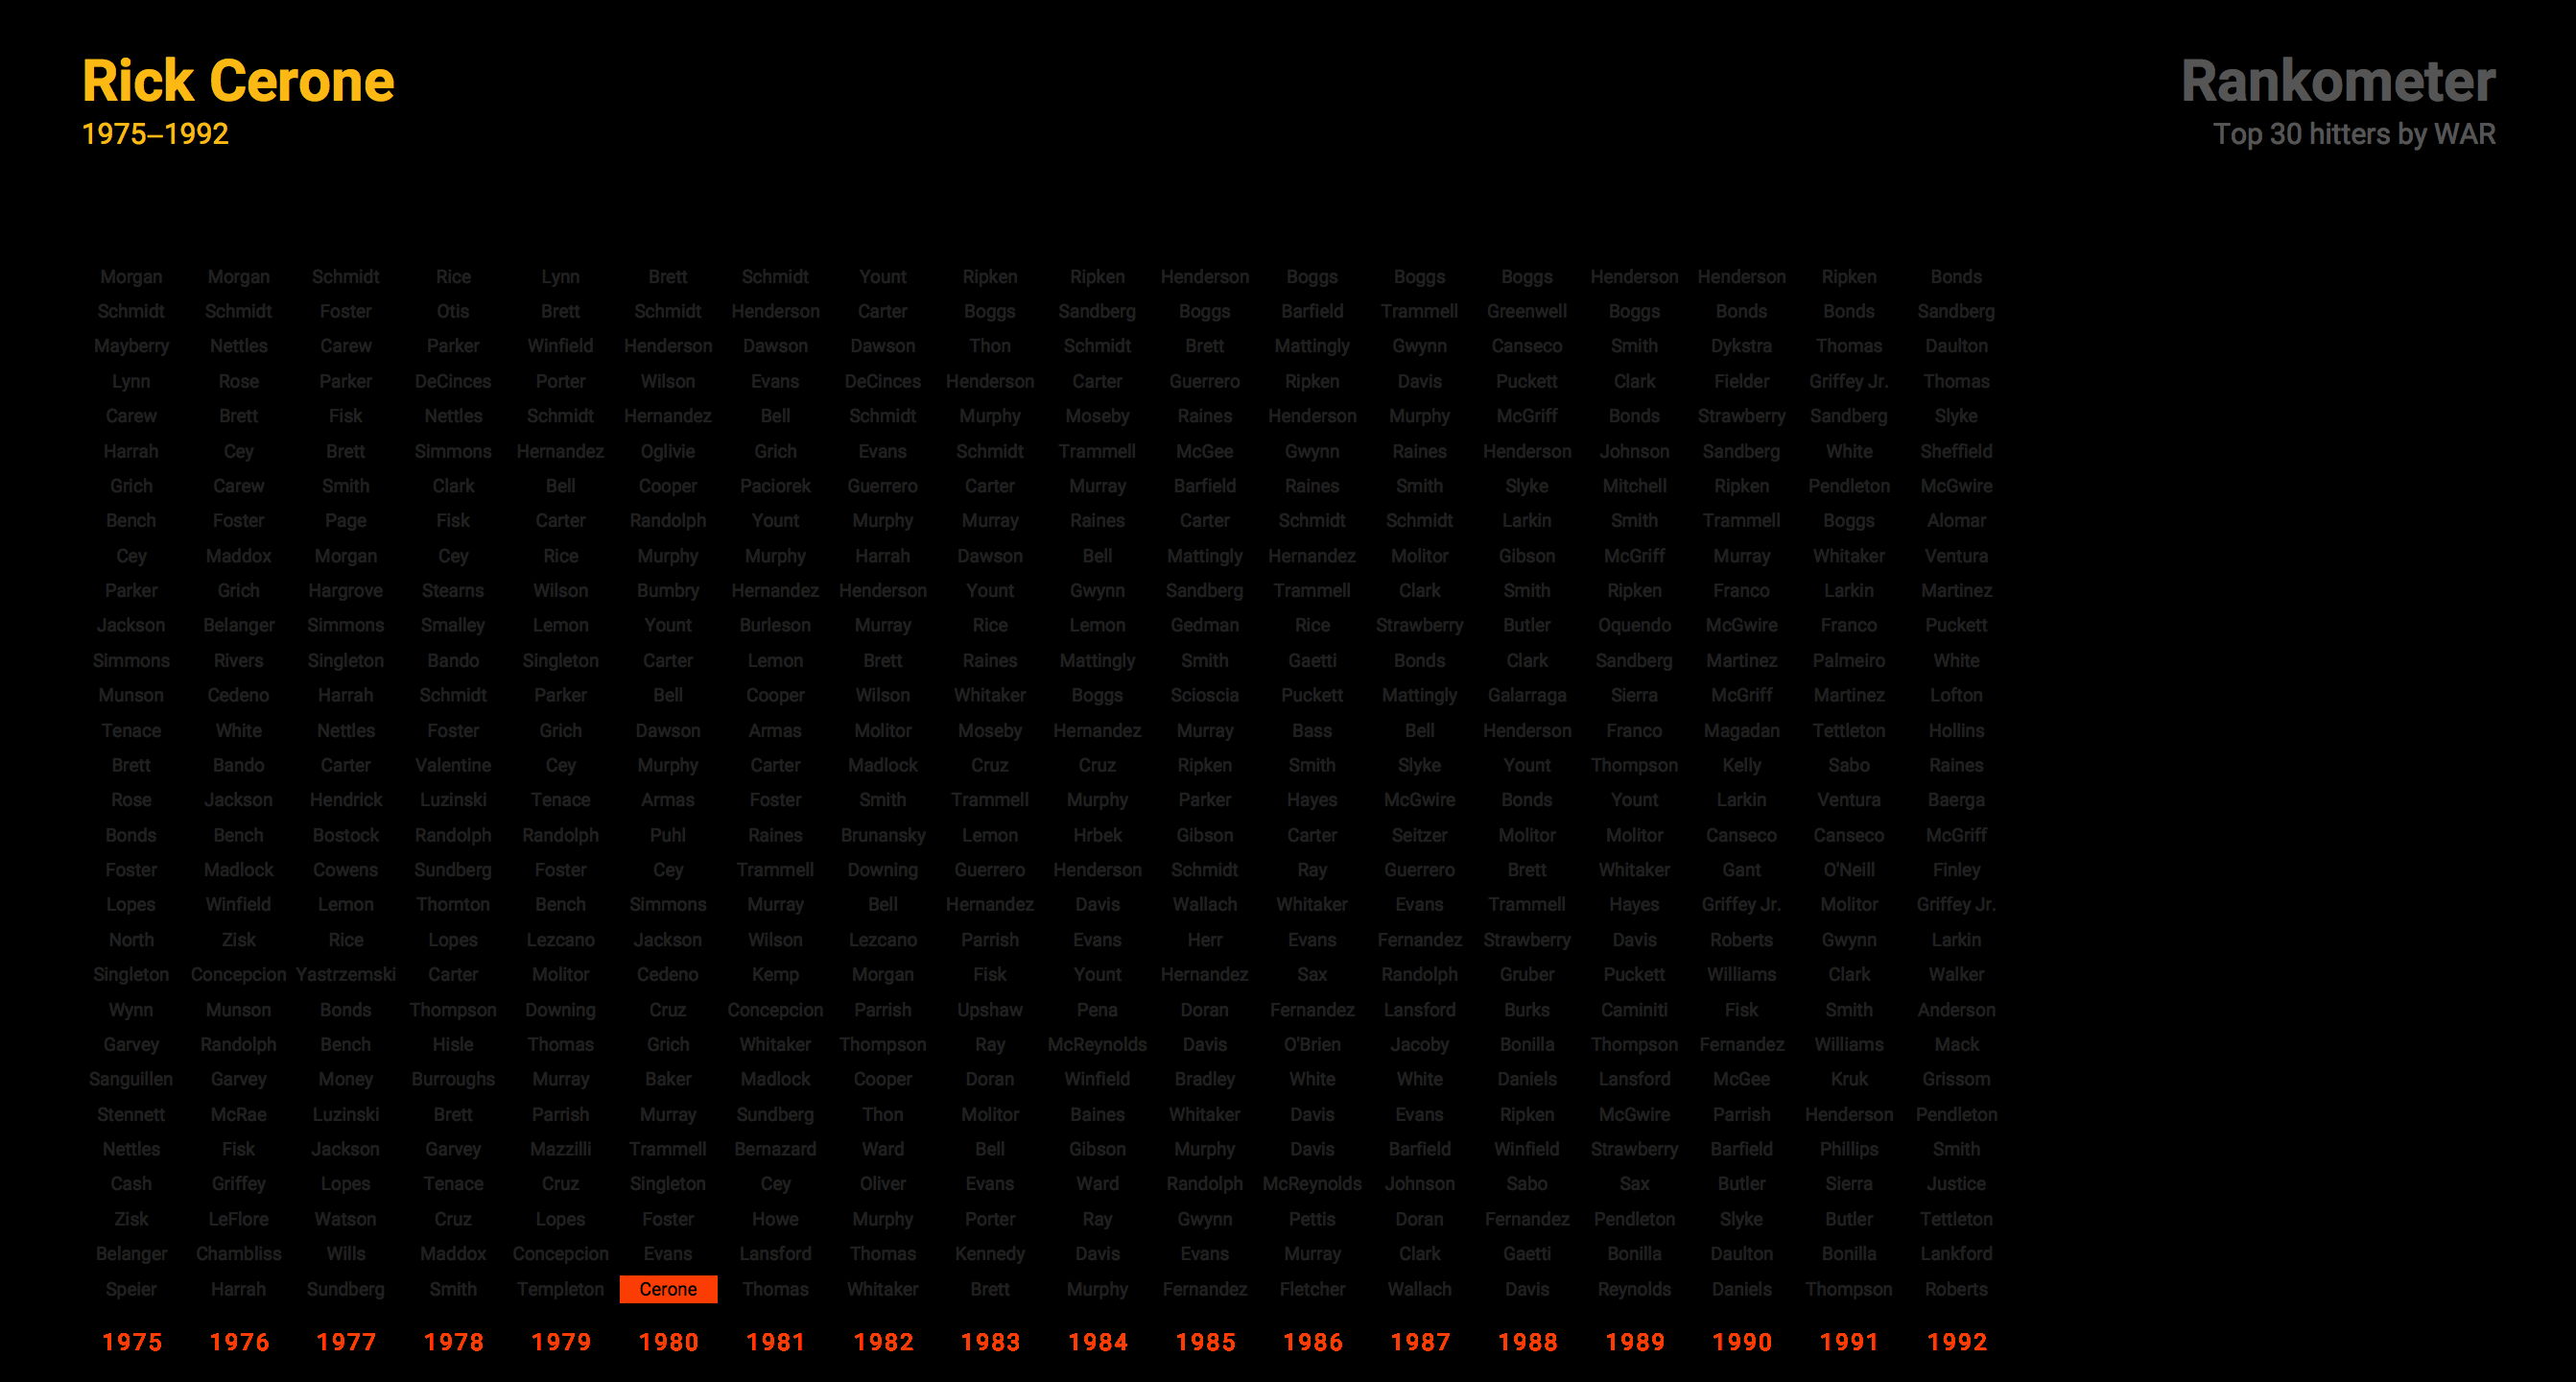 Rick Cerone
1975–1992
Rankometer
Top 30 hitters by WAR
Morgan Morgan Schmidt Rice Lynn Brett Schmidt Yount Ripken Ripken Henderson Boggs Boggs Boggs Henderson Henderson Ripken Bonds
Schmidt Schmidt Foster Otis Brett Schmidt Henderson Carter Boggs Sandberg Boggs Barfield Trammell Greenwell Boggs Bonds Bonds Sandberg
Mayberry Nettles Carew Parker Winfield Henderson Dawson Dawson Thon Schmidt Brett Mattingly Gwynn Canseco Smith Dykstra Thomas Daulton
Lynn Rose Parker DeCinces Porter Wilson Evans DeCinces Henderson Carter Guerrero Ripken Davis Puckett Clark Fielder Griffey Jr. Thomas
Carew Brett Fisk Nettles Schmidt Hernandez Bell Schmidt Murphy Moseby Raines Henderson Murphy McGriff Bonds Strawberry Sandberg Slyke
Harrah Cey Brett Simmons Hernandez Oglivie Grich Evans Schmidt Trammell McGee Gwynn Raines Henderson Johnson Sandberg White Sheffield
Grich Carew Smith Clark Bell Cooper Paciorek Guerrero Carter Murray Barfield Raines Smith Slyke Mitchell Ripken Pendleton McGwire
Bench Foster Page Fisk Carter Randolph Yount Murphy Murray Raines Carter Schmidt Schmidt Larkin Smith Trammell Boggs Alomar
Cey Maddox Morgan Cey Rice Murphy Murphy Harrah Dawson Bell Mattingly Hernandez Molitor Gibson McGriff Murray Whitaker Ventura
Parker Grich Hargrove Stearns Wilson Bumbry Hernandez Henderson Yount Gwynn Sandberg Trammell Clark Smith Ripken Franco Larkin Martinez
Jackson Belanger Simmons Smalley Lemon Yount Burleson Murray Rice Lemon Gedman Rice Strawberry Butler Oquendo McGwire Franco Puckett
Simmons Rivers Singleton Bando Singleton Carter Lemon Brett Raines Mattingly Smith Gaetti Bonds Clark Sandberg Martinez Palmeiro White
Munson Cedeno Harrah Schmidt Parker Bell Cooper Wilson Whitaker Boggs Scioscia Puckett Mattingly Galarraga Sierra McGriff Martinez Lofton
Tenace White Nettles Foster Grich Dawson Armas Molitor Moseby Hernandez Murray Bass Bell Henderson Franco Magadan Tettleton Hollins
Brett Bando Carter Valentine Cey Murphy Carter Madlock Cruz Cruz Ripken Smith Slyke Yount Thompson Kelly Sabo Raines
Rose Jackson Hendrick Luzinski Tenace Armas Foster Smith Trammell Murphy Parker Hayes McGwire Bonds Yount Larkin Ventura Baerga
Bonds Bench Bostock Randolph Randolph Puhl Raines Brunansky Lemon Hrbek Gibson Carter Seitzer Molitor Molitor Canseco Canseco McGriff
Foster Madlock Cowens Sundberg Foster Cey Trammell Downing Guerrero Henderson Schmidt Ray Guerrero Brett Whitaker Gant O'Neill Finley
Lopes Winfield Lemon Thornton Bench Simmons Murray Bell Hernandez Davis Wallach Whitaker Evans Trammell Hayes Griffey Jr. Molitor Griffey Jr.
North Zisk Rice Lopes Lezcano Jackson Wilson Lezcano Parrish Evans Herr Evans Fernandez Strawberry Davis Roberts Gwynn Larkin
Singleton Concepcion Yastrzemski Carter Molitor Cedeno Kemp Morgan Fisk Yount Hernandez Sax Randolph Gruber Puckett Williams Clark Walker
Wynn Munson Bonds Thompson Downing Cruz Concepcion Parrish Upshaw Pena Doran Fernandez Lansford Burks Caminiti Fisk Smith Anderson
Garvey Randolph Bench Hisle Thomas Grich Whitaker Thompson Ray McReynolds Davis O'Brien Jacoby Bonilla Thompson Fernandez Williams Mack
Sanguillen Garvey Money Burroughs Murray Baker Madlock Cooper Doran Winfield Bradley White White Daniels Lansford McGee Kruk Grissom
Stennett McRae Luzinski Brett Parrish Murray Sundberg Thon Molitor Baines Whitaker Davis Evans Ripken McGwire Parrish Henderson Pendleton
Nettles Fisk Jackson Garvey Mazzilli Trammell Bernazard Ward Bell Gibson Murphy Davis Barfield Winfield Strawberry Barfield Phillips Smith
Cash Griffey Lopes Tenace Cruz Singleton Cey Oliver Evans Ward Randolph McReynolds Johnson Sabo Sax Butler Sierra Justice
Zisk LeFlore Watson Cruz Lopes Foster Howe Murphy Porter Ray Gwynn Pettis Doran Fernandez Pendleton Slyke Butler Tettleton
Belanger Chambliss Wills Maddox Concepcion Evans Lansford Thomas Kennedy Davis Evans Murray Clark Gaetti Bonilla Daulton Bonilla Lankford
Speier Harrah Sundberg Smith Templeton Cerone Thomas Whitaker Brett Murphy Fernandez Fletcher Wallach Davis Reynolds Daniels Thompson Roberts
1975 1976 1977 1978 1979 1980 1981 1982 1983 1984 1985 1986 1987 1988 1989 1990 1991 1992